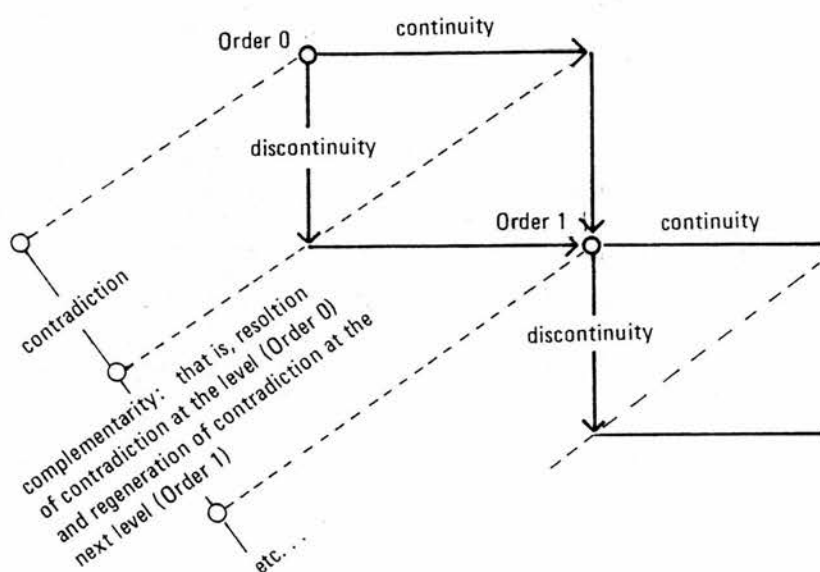 Order 0
continuity
discontinuity
Order 1
continuity
contradiction
discontinuity
complementarity: that is, resoltion
of contradiction at the level (Order 0)
and regeneration of contradiction at the
next level (Order 1)
etc. . .